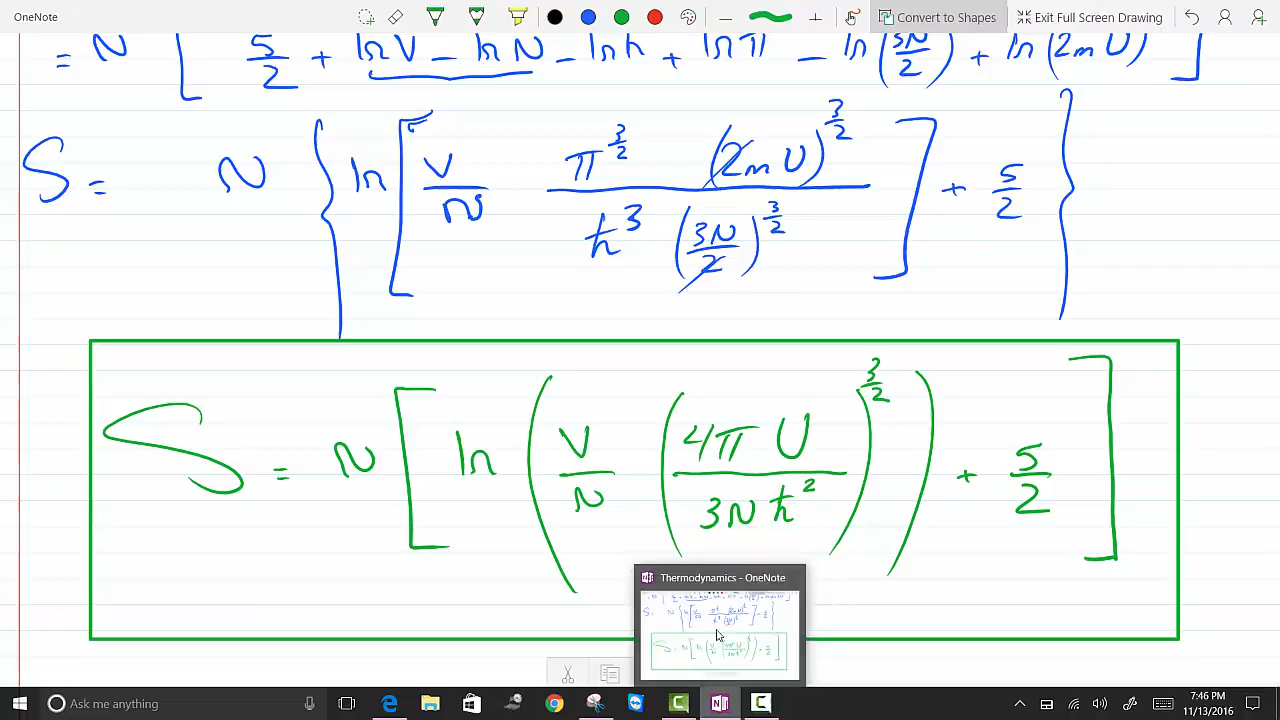 OneNote
Convert to Shapes
Exit Full Screen Drawing
= N [ 5/2 + ln V - ln N - ln h + ln π - ln (3N/2) + ln (2mU) ]
S = N { ln [ V/N π^(3/2) (2mU)^(3/2) / ħ^3 (3N/2)^(3/2) ] + 5/2 }
S = N [ ln ( V/N ( 4π U / 3N ħ^2 )^(3/2) ) + 5/2 ]
Thermodynamics - OneNote
Ask me anything
7:46 PM
11/13/2016